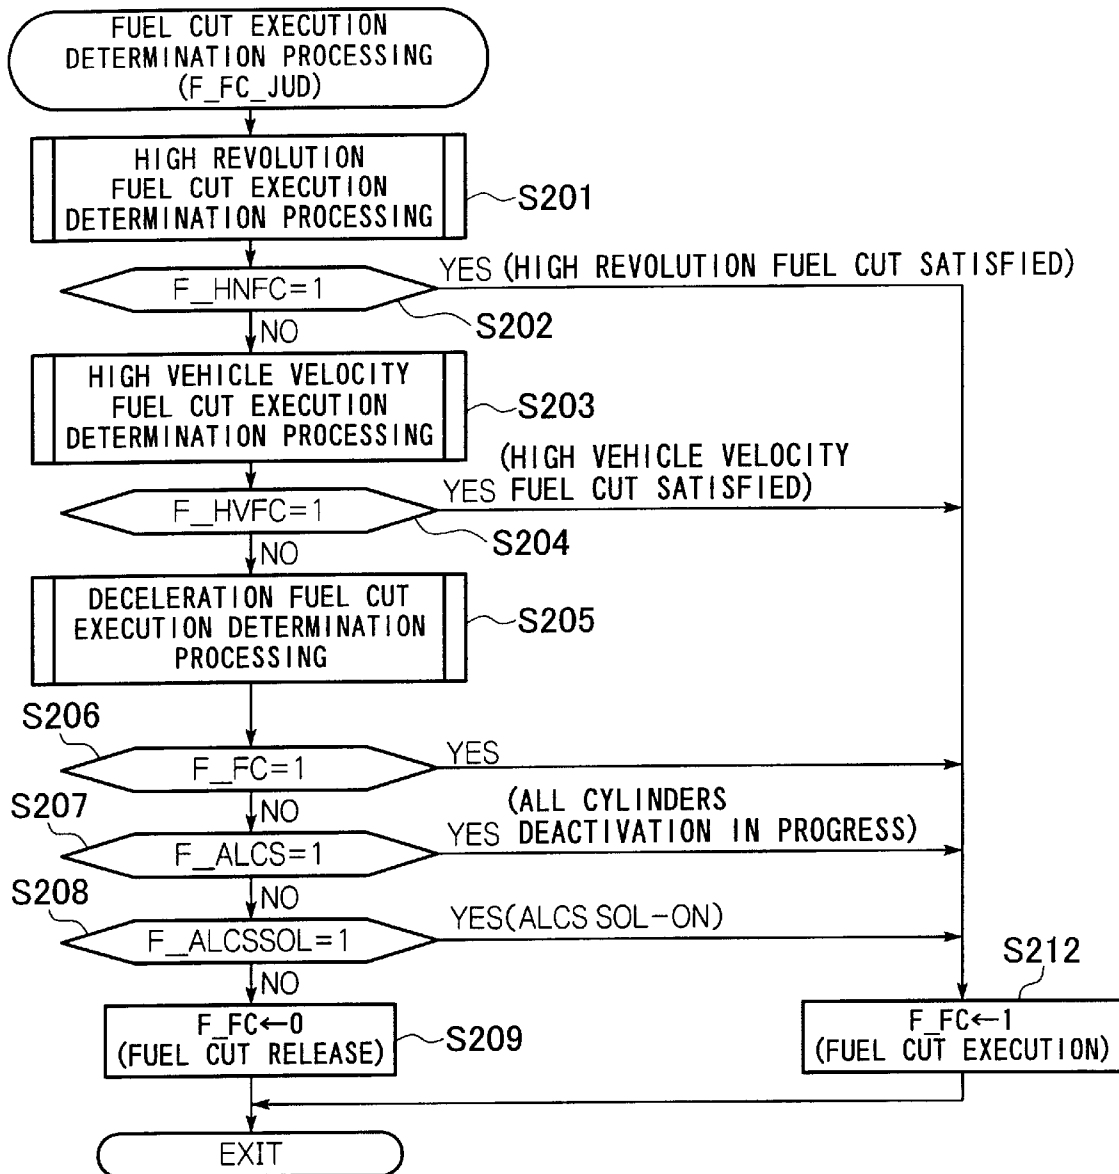 FUEL CUT EXECUTION
DETERMINATION PROCESSING
(F_FC_JUD)
HIGH REVOLUTION
FUEL CUT EXECUTION
DETERMINATION PROCESSING
S201
F_HNFC=1
YES (HIGH REVOLUTION FUEL CUT SATISFIED)
S202
NO
HIGH VEHICLE VELOCITY
FUEL CUT EXECUTION
DETERMINATION PROCESSING
S203
F_HVFC=1
(HIGH VEHICLE VELOCITY
YES FUEL CUT SATISFIED)
S204
NO
DECELERATION FUEL CUT
EXECUTION DETERMINATION
PROCESSING
S205
S206
F_FC=1
YES
NO
S207
F_ALCS=1
(ALL CYLINDERS
YES DEACTIVATION IN PROGRESS)
NO
S208
F_ALCSSOL=1
YES(ALCS SOL-ON)
NO
F_FC←0
(FUEL CUT RELEASE)
S209
S212
F_FC←1
(FUEL CUT EXECUTION)
EXIT